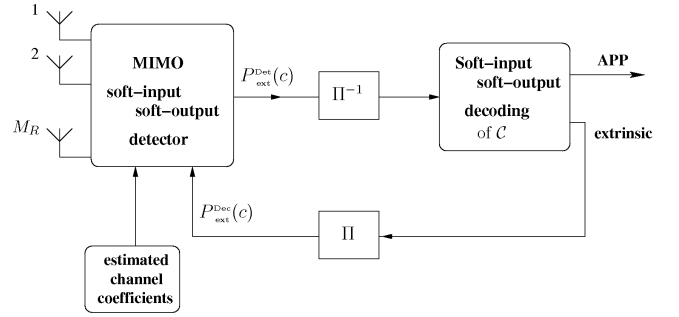 1
2
M_R
MIMO
soft-input
soft-output
detector
P_ext^Det(c)
Π^{-1}
Soft-input
soft-output
decoding
of 𝒞
APP
extrinsic
P_ext^Dec(c)
Π
estimated
channel
coefficients